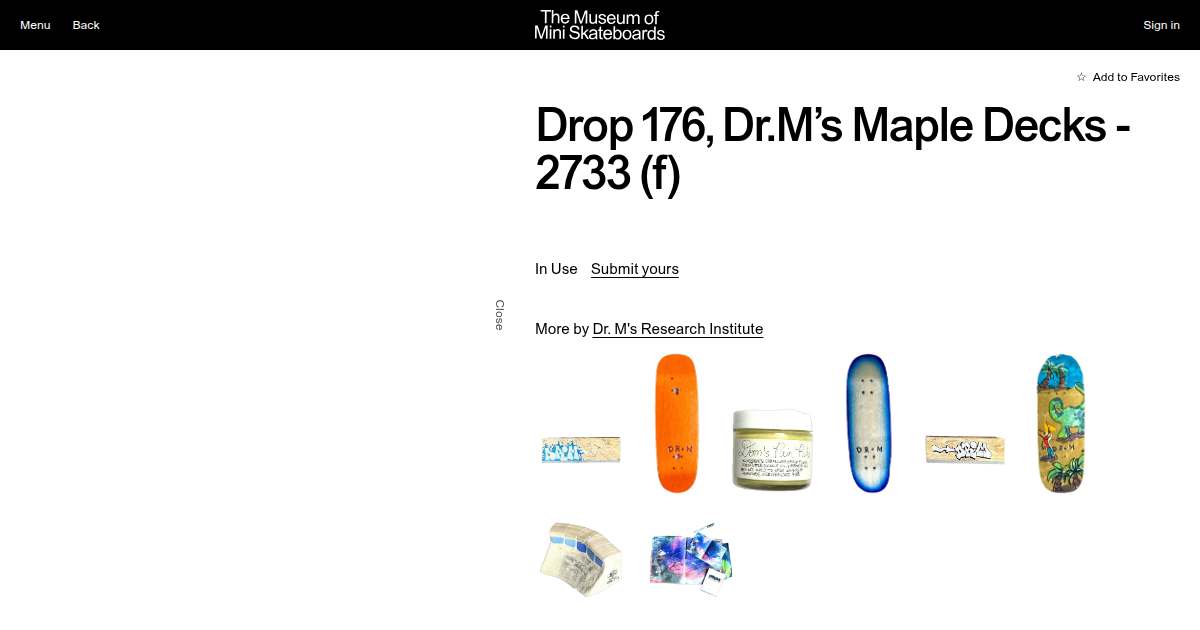 Menu
Back
The Museum of
Mini Skateboards
Sign in
☆ Add to Favorites
Drop 176, Dr.M’s Maple Decks -
2733 (f)
In Use
Submit yours
Close
More by Dr. M's Research Institute
DR M
DR M
DR M